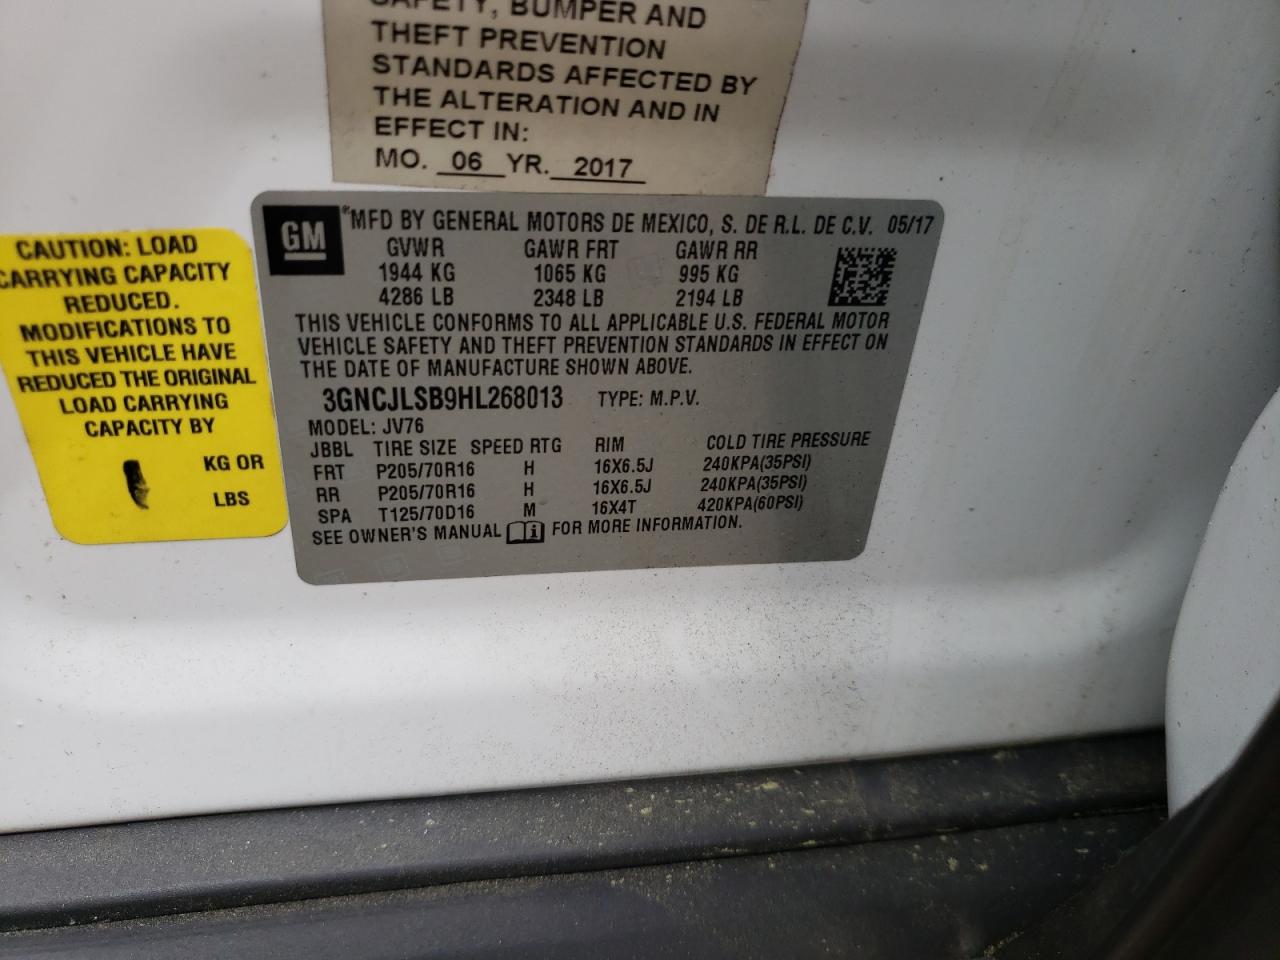 SAFETY, BUMPER AND
THEFT PREVENTION
STANDARDS AFFECTED BY
THE ALTERATION AND IN
EFFECT IN:
MO. 06 YR. 2017
CAUTION: LOAD
CARRYING CAPACITY
REDUCED.
MODIFICATIONS TO
THIS VEHICLE HAVE
REDUCED THE ORIGINAL
LOAD CARRYING
CAPACITY BY
KG OR
LBS
GM
MFD BY GENERAL MOTORS DE MEXICO, S. DE R.L. DE C.V. 05/17
GVWR GAWR FRT GAWR RR
1944 KG 1065 KG 995 KG
4286 LB 2348 LB 2194 LB
THIS VEHICLE CONFORMS TO ALL APPLICABLE U.S. FEDERAL MOTOR
VEHICLE SAFETY AND THEFT PREVENTION STANDARDS IN EFFECT ON
THE DATE OF MANUFACTURE SHOWN ABOVE.
3GNCJLSB9HL268013 TYPE: M.P.V.
MODEL: JV76
JBBL TIRE SIZE SPEED RTG RIM COLD TIRE PRESSURE
FRT P205/70R16 H 16X6.5J 240KPA(35PSI)
RR P205/70R16 H 16X6.5J 240KPA(35PSI)
SPA T125/70D16 M 16X4T 420KPA(60PSI)
SEE OWNER'S MANUAL i FOR MORE INFORMATION.